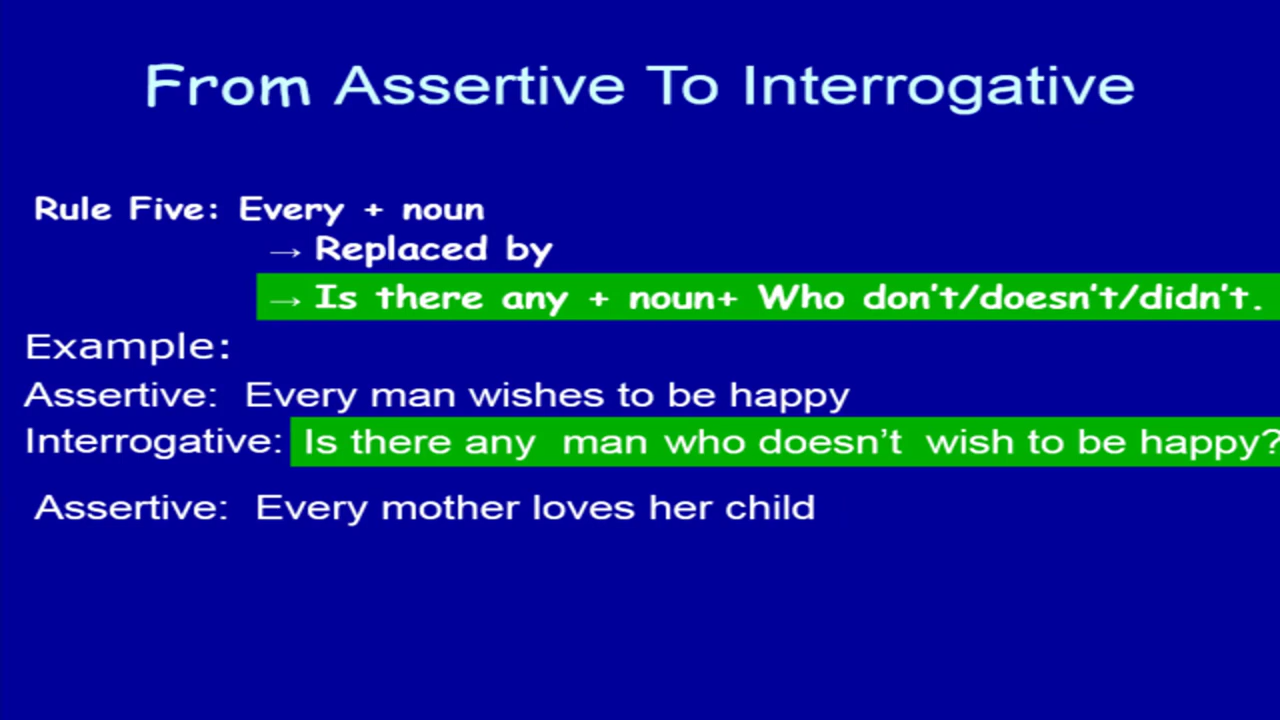 From Assertive To Interrogative
Rule Five: Every + noun
→ Replaced by
→ Is there any + noun+ Who don't/doesn't/didn't.
Example:
Assertive: Every man wishes to be happy
Interrogative: Is there any man who doesn’t wish to be happy?
Assertive: Every mother loves her child